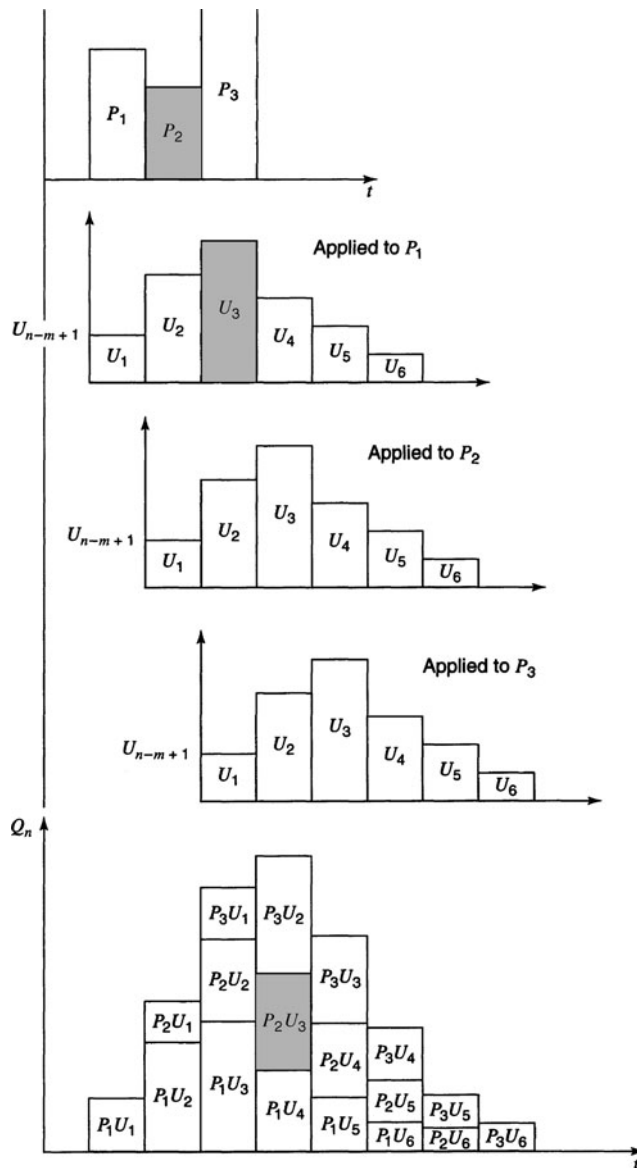 P₃
P₁
P₂
t
Applied to P₁
U₃
U₂
Uₙ₋ₘ₊₁
U₄
U₁
U₅
U₆
Applied to P₂
U₃
U₂
Uₙ₋ₘ₊₁
U₄
U₁
U₅
U₆
Applied to P₃
U₃
U₂
Uₙ₋ₘ₊₁
U₄
U₁
U₅
U₆
Qₙ
P₃U₁ P₃U₂
P₂U₂ P₃U₃
P₂U₁ P₂U₃
P₁U₃ P₂U₄ P₃U₄
P₁U₂ P₂U₅ P₃U₅
P₁U₁ P₁U₄ P₁U₅ P₁U₆ P₂U₆ P₃U₆
t